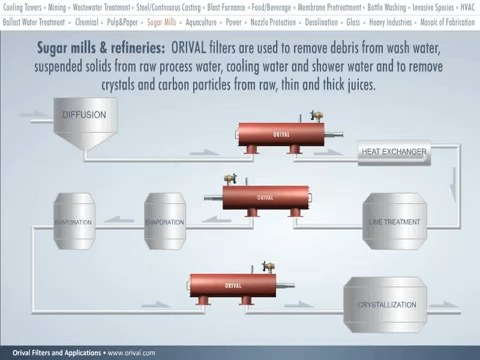 Cooling Towers • Mining • Wastewater Treatment • Steel/Continuous Casting • Blast Furnaces • Food/Beverage • Membrane Pretreatment • Bottle Washing • Invasive Species • HVAC
Ballast Water Treatment • Chemical • Pulp&Paper • Sugar Mills • Aquaculture • Power • Nozzle Protection • Desalination • Glass • Heavy Industries • Mosaic of Fabrication
Sugar mills & refineries: ORIVAL filters are used to remove debris from wash water,
suspended solids from raw process water, cooling water and shower water and to remove
crystals and carbon particles from raw, thin and thick juices.
DIFFUSION
ORIVAL
HEAT EXCHANGER
EVAPORATION
EVAPORATION
ORIVAL
LIME TREATMENT
ORIVAL
CRYSTALLIZATION
Orival Filters and Applications • www.orival.com